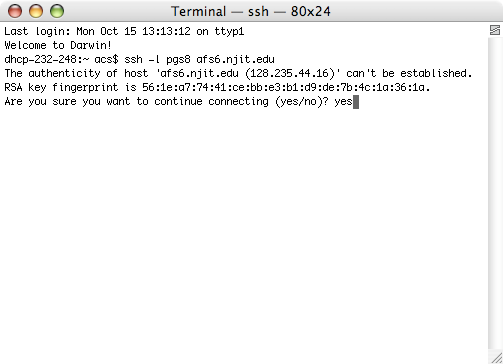 Terminal — ssh — 80x24
Last login: Mon Oct 15 13:13:12 on ttyp1
Welcome to Darwin!
dhcp-232-248:~ acs$ ssh -l pgs8 afs6.njit.edu
The authenticity of host 'afs6.njit.edu (128.235.44.16)' can't be established.
RSA key fingerprint is 56:1e:a7:74:41:ce:bb:e3:b1:d9:de:7b:4c:1a:36:1a.
Are you sure you want to continue connecting (yes/no)? yes